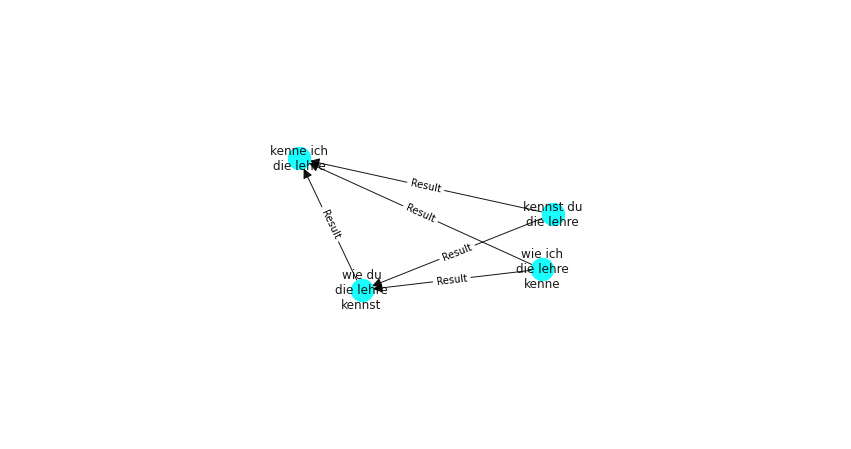 kenne ich
die lehre
Result
kennst du
die lehre
Result
Result
wie ich
die lehre
kenne
Result
wie du
die lehre
kennst
Result